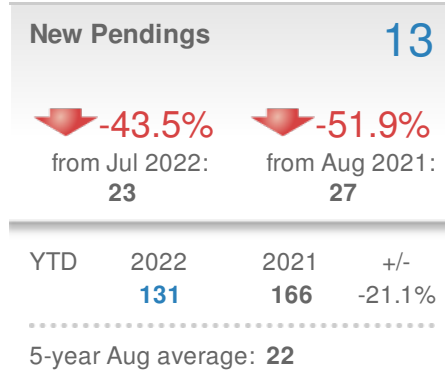 New Pendings 13
-43.5% -51.9%
from Jul 2022: from Aug 2021:
23 27
YTD 2022 2021 +/-
131 166 -21.1%
5-year Aug average: 22